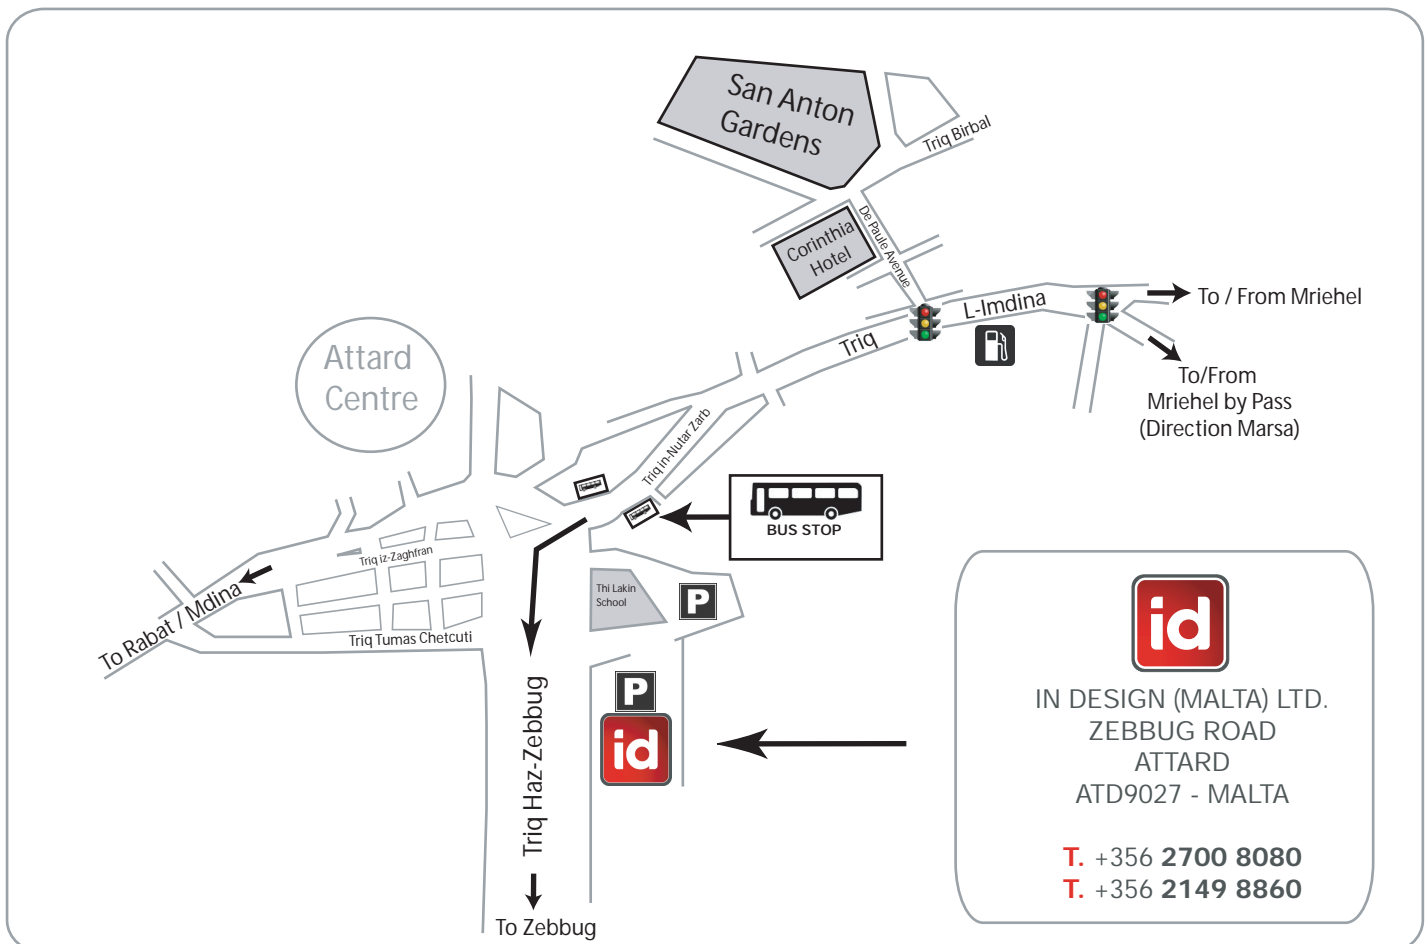 San Anton
Gardens
Triq Birbal
De Paule Avenue
Corinthia
Hotel
L-Imdina
Triq
To / From Mriehel
To/From
Mriehel by Pass
(Direction Marsa)
Attard
Centre
Triq in-Nutar Zarb
BUS STOP
Triq iz-Zaghfran
Thi Lakin
School
P
To Rabat / Mdina
Triq Tumas Chetcuti
P
id
Triq Haz-Zebbug
To Zebbug
id
IN DESIGN (MALTA) LTD.
ZEBBUG ROAD
ATTARD
ATD9027 - MALTA
T. +356 2700 8080
T. +356 2149 8860